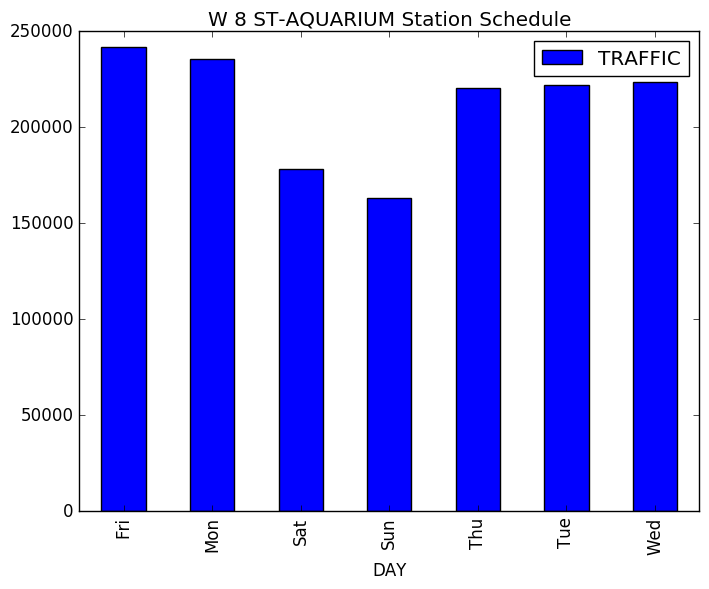 W 8 ST-AQUARIUM Station Schedule
TRAFFIC
250000
200000
150000
100000
50000
0
Fri
Mon
Sat
Sun
Thu
Tue
Wed
DAY